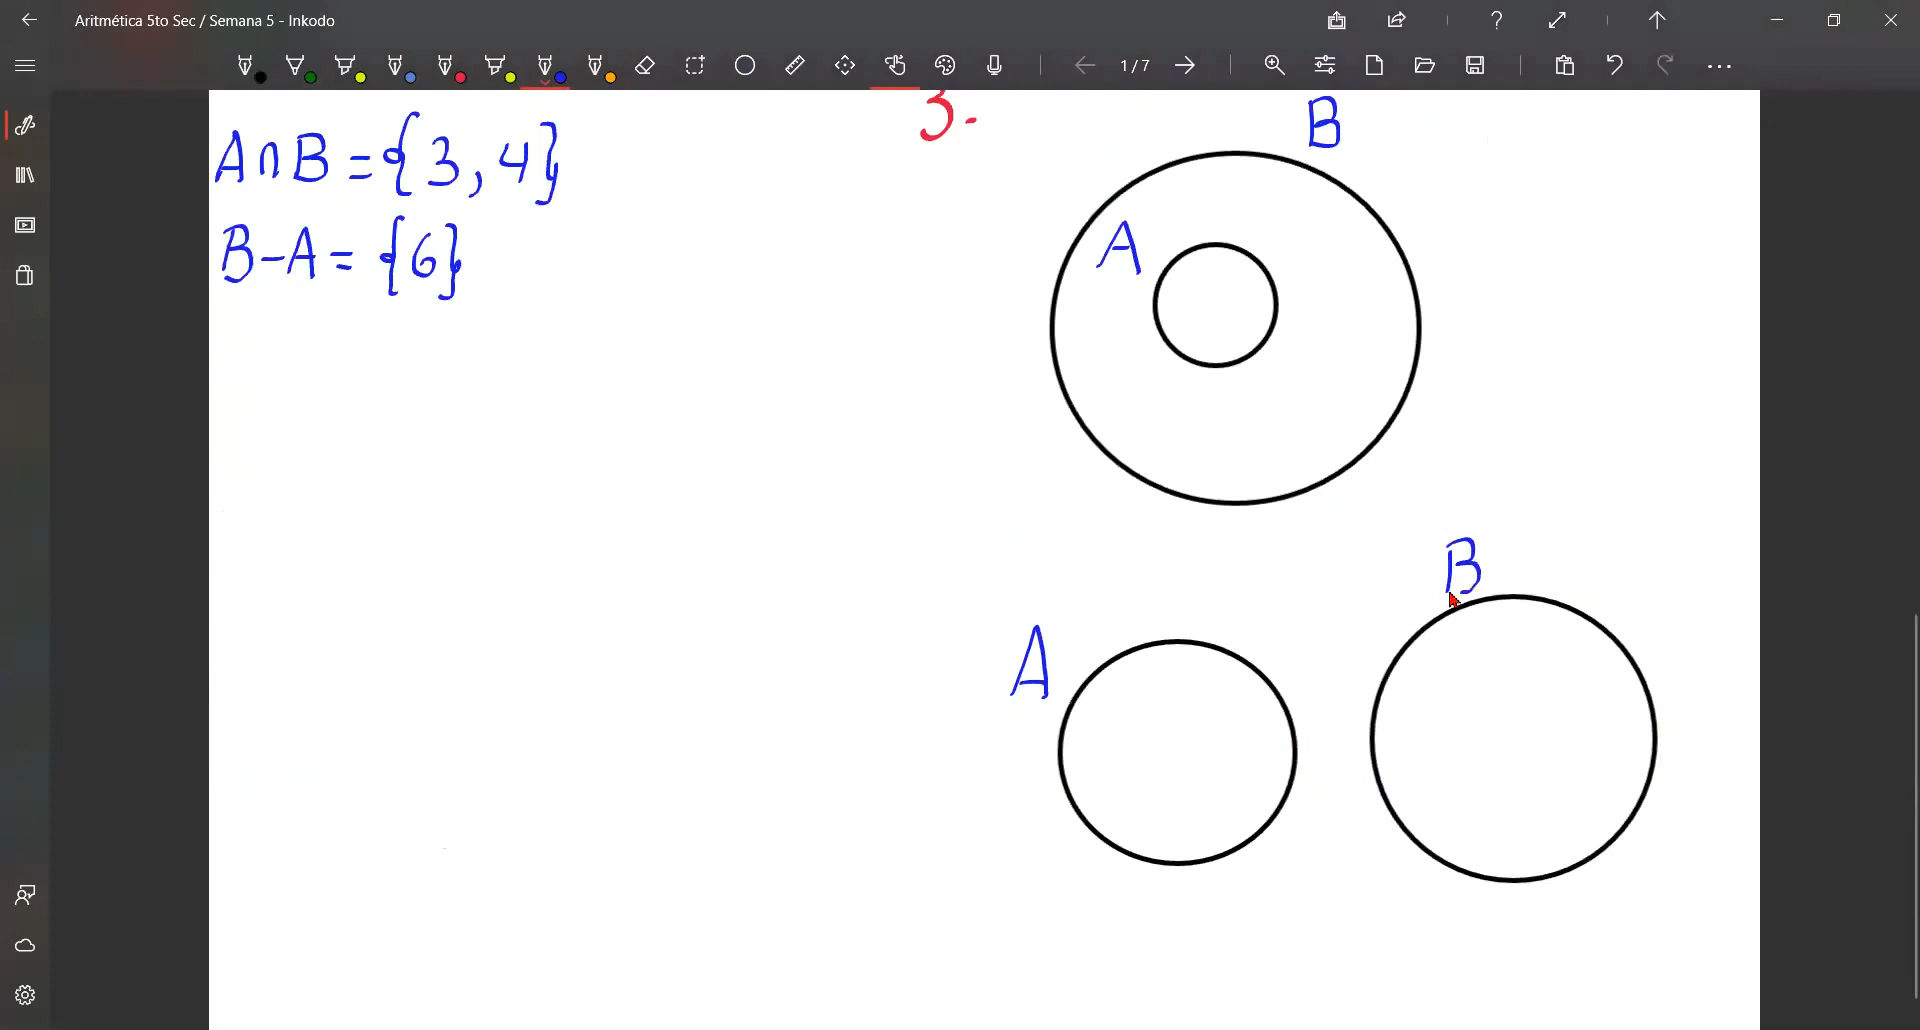 Aritmética 5to Sec / Semana 5 - Inkodo
1 / 7
A∩B = {3, 4}
B-A = {6}
3.
B
A
B
A